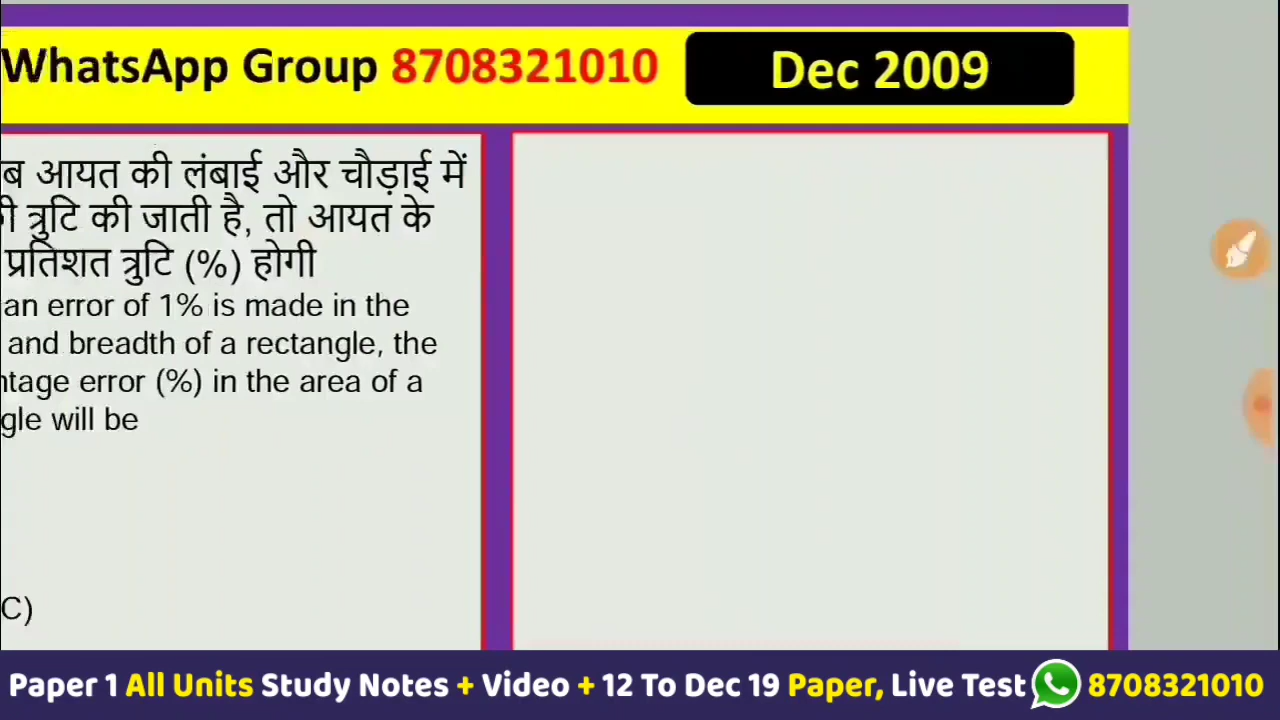 WhatsApp Group 8708321010
Dec 2009
ब आयत की लंबाई और चौड़ाई में
त्रुटि की जाती है, तो आयत के
प्रतिशत त्रुटि (%) होगी
an error of 1% is made in the
and breadth of a rectangle, the
ntage error (%) in the area of a
gle will be
C)
Paper 1 All Units Study Notes + Video + 12 To Dec 19 Paper, Live Test 8708321010